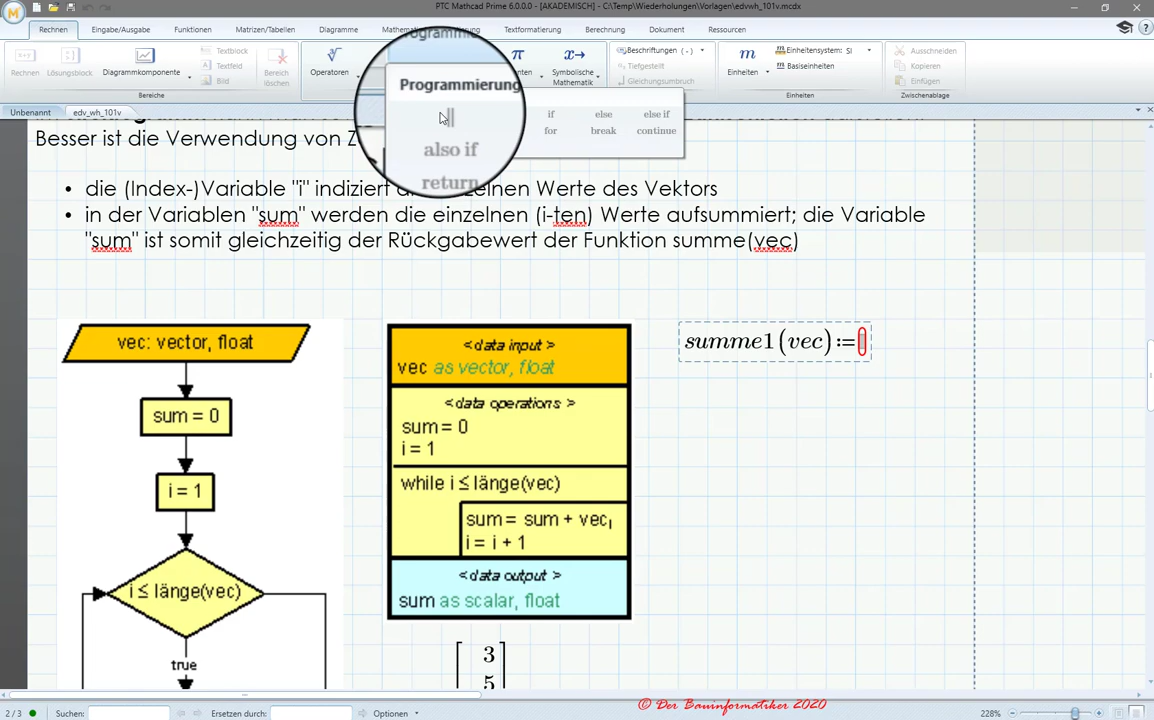 PTC Mathcad Prime 6.0.0.0 - [AKADEMISCH] - C:\Temp\Wiederholungen\Vorlagen\edvwh_101v.mcdx
Rechnen Eingabe/Ausgabe Funktionen Matrizen/Tabellen Diagramme Textformatierung Berechnung Dokument Ressourcen
Rechnen Lösungsblock Diagrammkomponente
Textblock
Textfeld
Bild
Bereich löschen
Operatoren
Symbolische Mathematik
Beschriftungen ( - )
Tiefgestellt
Gleichungsumbruch
Einheiten
Einheitensystem: SI
Basiseinheiten
Ausschneiden
Kopieren
Einfügen
Bereiche
Einheiten
Zwischenablage
Programmierung
||
also if
return
if else else if
for break continue
Unbenannt edv_wh_101v
Besser ist die Verwendung von Z
• die (Index-)Variable "i" indiziert Werte des Vektors
• in der Variablen "sum" werden die einzelnen (i-ten) Werte aufsummiert; die Variable
"sum" ist somit gleichzeitig der Rückgabewert der Funktion summe(vec)
vec: vector, float
sum = 0
i = 1
i ≤ länge(vec)
true
<data input>
vec as vector, float
<data operations>
sum = 0
i = 1
while i ≤ länge(vec)
sum = sum + vecᵢ
i = i + 1
<data output>
sum as scalar, float
summe1(vec):=
3
5
© Der Bauinformatiker 2020
2 / 3 Suchen: Ersetzen durch: Optionen 228%